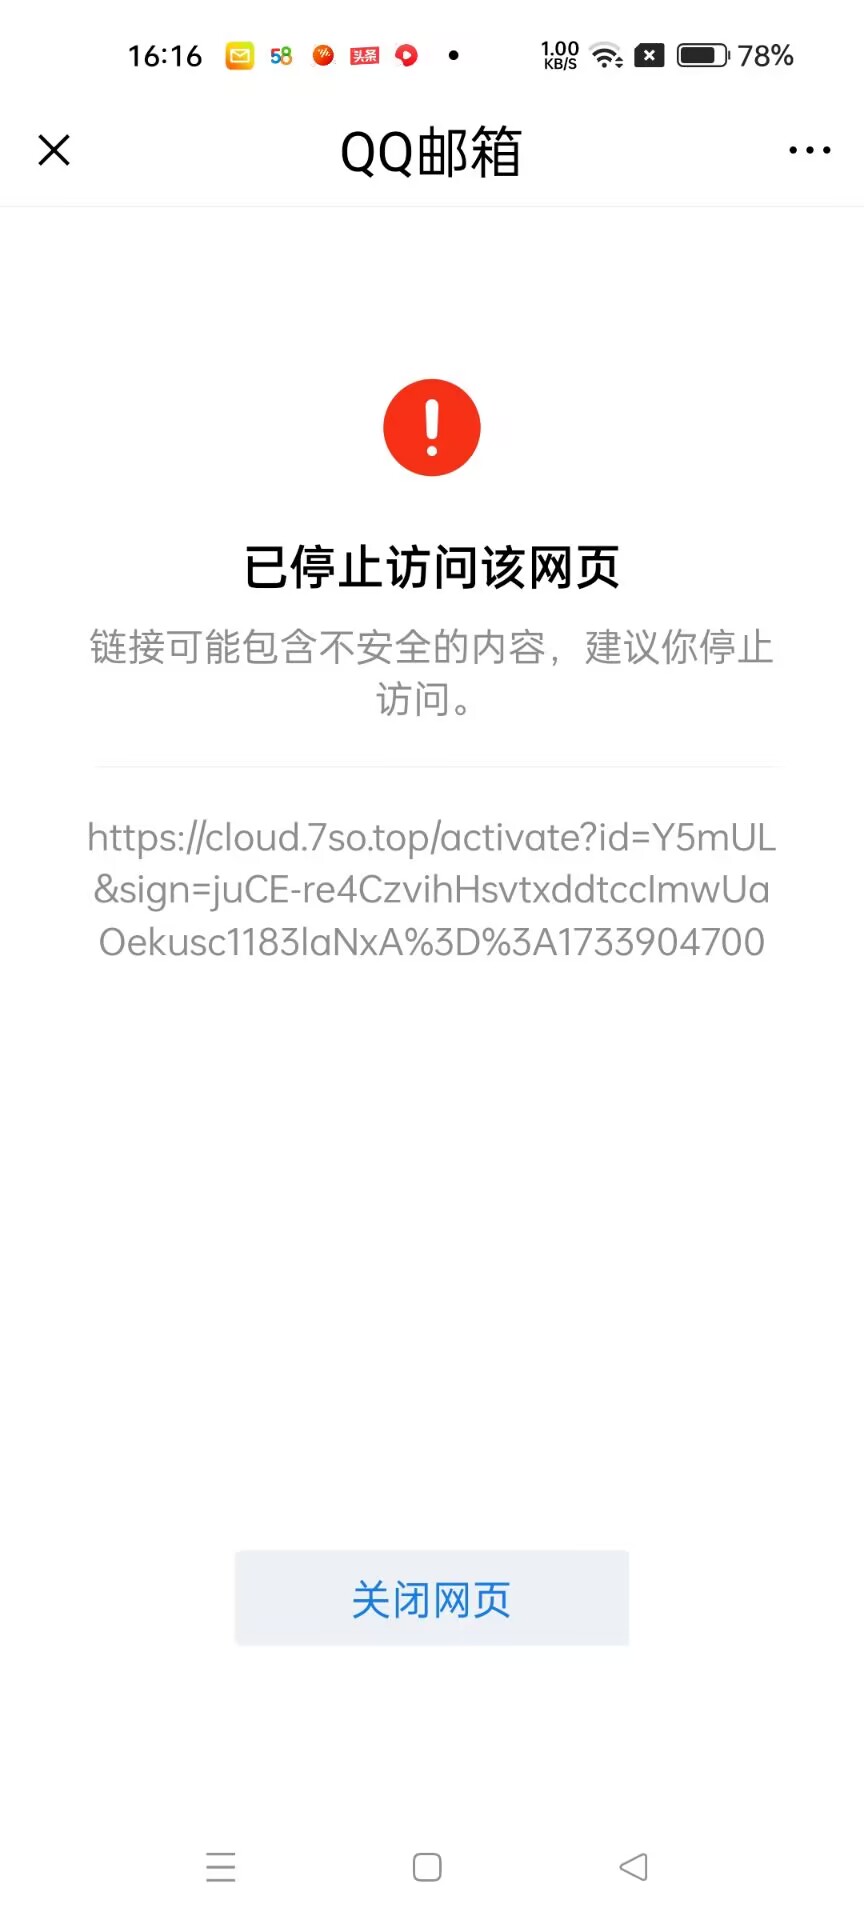 16:16 58 头条 1.00 KB/S 78%
QQ邮箱
已停止访问该网页
链接可能包含不安全的内容，建议你停止
访问。
https://cloud.7so.top/activate?id=Y5mUL
&sign=juCE-re4CzvihHsvtxddtccImwUa
Oekusc1183laNxA%3D%3A1733904700
关闭网页